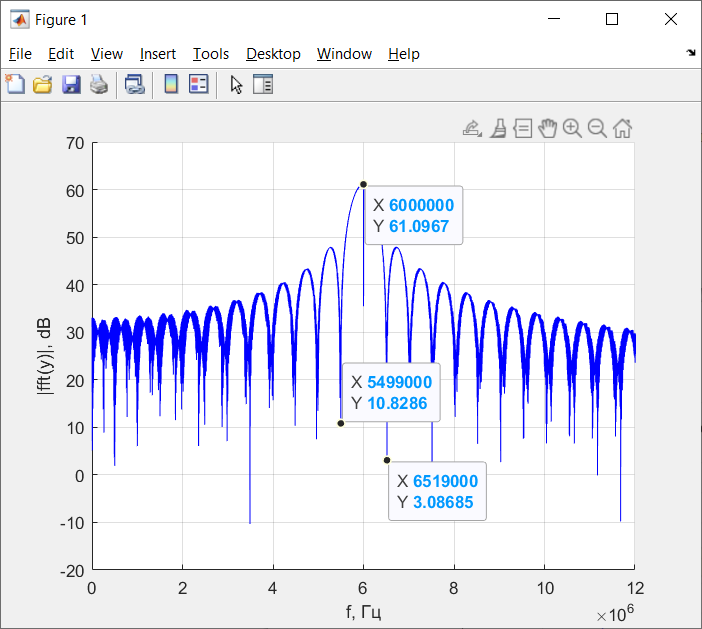 Figure 1
File Edit View Insert Tools Desktop Window Help
70
60
50
40
30
20
10
0
-10
-20
|fft(y)|, dB
X 6000000
Y 61.0967
X 5499000
Y 10.8286
X 6519000
Y 3.08685
0 2 4 6 8 10 12
f, Гц
×10^6